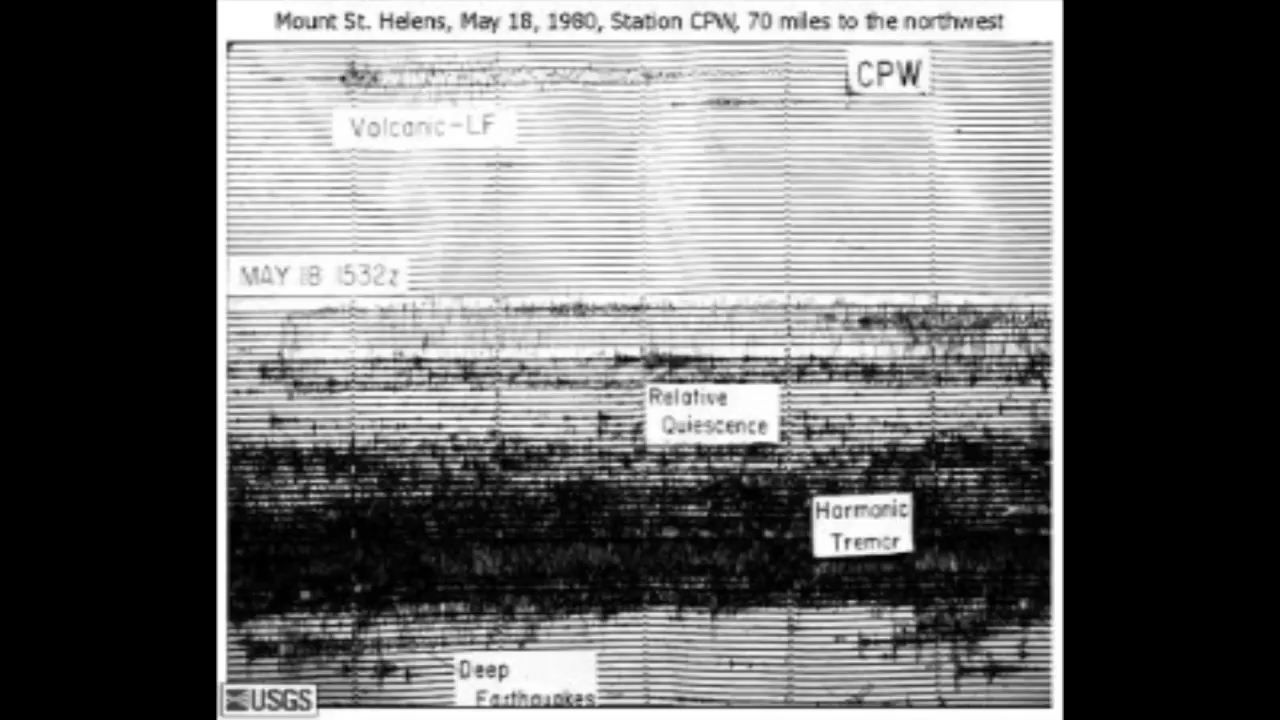 Mount St. Helens, May 18, 1980, Station CPW, 70 miles to the northwest
CPW
Volcanic-LF
MAY 18 1532z
Relative
Quiescence
Harmonic
Tremor
Deep
Earthquakes
USGS